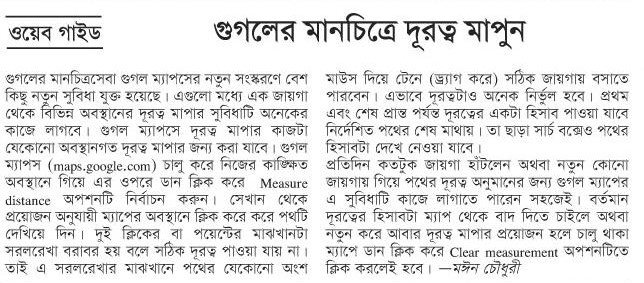 ওয়েব গাইড
গুগলের মানচিত্রে দূরত্ব মাপুন
গুগলের মানচিত্রসেবা গুগল ম্যাপসের নতুন সংস্করণে বেশ
কিছু নতুন সুবিধা যুক্ত হয়েছে। এগুলো মধ্যে এক জায়গা
থেকে বিভিন্ন অবস্থানের দূরত্ব মাপার সুবিধাটি অনেকের
কাজে লাগবে। গুগল ম্যাপসে দূরত্ব মাপার কাজটা
যেকোনো অবস্থানগত দূরত্ব মাপার জন্য করা যাবে। গুগল
ম্যাপস (maps.google.com) চালু করে নিজের কাঙ্ক্ষিত
অবস্থানে গিয়ে এর ওপরে ডান ক্লিক করে Measure
distance অপশনটি নির্বাচন করুন। সেখান থেকে
প্রয়োজন অনুযায়ী ম্যাপের অবস্থানে ক্লিক করে করে পথটি
দেখিয়ে দিন। দুই ক্লিকের বা পয়েন্টের মাঝখানটা
সরলরেখা বরাবর হয় বলে সঠিক দূরত্ব পাওয়া যায় না।
তাই এ সরলরেখার মাঝখানে পথের যেকোনো অংশ
মাউস দিয়ে টেনে (ড্র্যাগ করে) সঠিক জায়গায় বসাতে
পারবেন। এভাবে দূরত্বটাও অনেক নির্ভুল হবে। প্রথম
এবং শেষ প্রান্ত পর্যন্ত দূরত্বের একটা হিসাব পাওয়া যাবে
নির্দেশিত পথের শেষ মাথায়। তা ছাড়া সার্চ বক্সেও পথের
হিসাবটা দেখে নেওয়া যাবে।
প্রতিদিন কতটুক জায়গা হাঁটলেন অথবা নতুন কোনো
জায়গায় গিয়ে পথের দূরত্ব অনুমানের জন্য গুগল ম্যাপের
এ সুবিধাটি কাজে লাগাতে পারেন সহজেই। বর্তমান
দূরত্বের হিসাবটা ম্যাপ থেকে বাদ দিতে চাইলে অথবা
নতুন করে আবার দূরত্ব মাপার প্রয়োজন হলে চালু থাকা
ম্যাপে ডান ক্লিক করে Clear measurement অপশনটিতে
ক্লিক করলেই হবে। —মঈন চৌধুরী